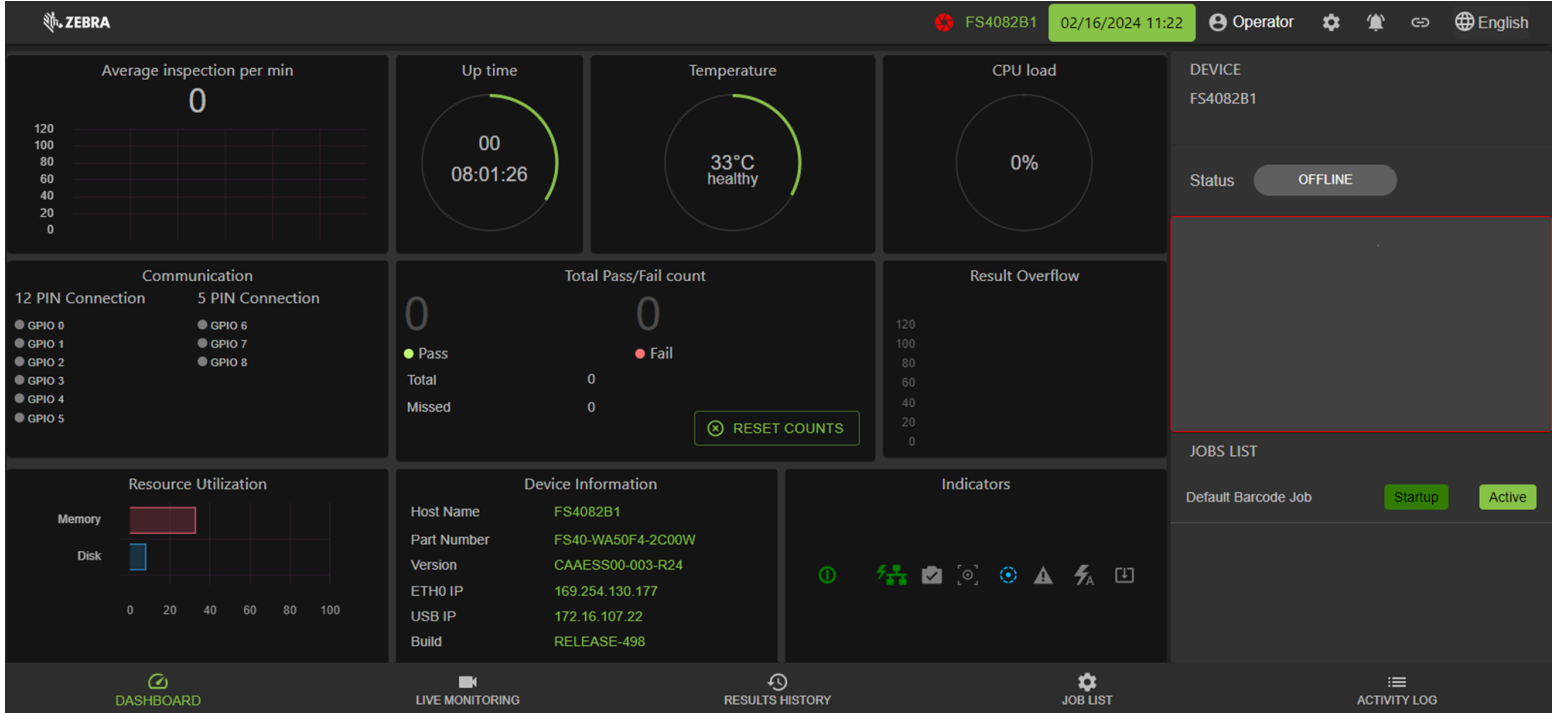 ZEBRA
FS4082B1
02/16/2024 11:22
Operator
English
Average inspection per min
0
120
100
80
60
40
20
0
Up time
00
08:01:26
Temperature
33°C
healthy
CPU load
0%
DEVICE
FS4082B1
Status
OFFLINE
Communication
12 PIN Connection
5 PIN Connection
GPIO 0
GPIO 1
GPIO 2
GPIO 3
GPIO 4
GPIO 5
GPIO 6
GPIO 7
GPIO 8
Total Pass/Fail count
0
0
Pass
Fail
Total 0
Missed 0
RESET COUNTS
Result Overflow
120
100
80
60
40
20
0
JOBS LIST
Default Barcode Job
Startup
Active
Resource Utilization
Memory
Disk
0 20 40 60 80 100
Device Information
Host Name FS4082B1
Part Number FS40-WA50F4-2C00W
Version CAAESS00-003-R24
ETH0 IP 169.254.130.177
USB IP 172.16.107.22
Build RELEASE-498
Indicators
A
DASHBOARD
LIVE MONITORING
RESULTS HISTORY
JOB LIST
ACTIVITY LOG